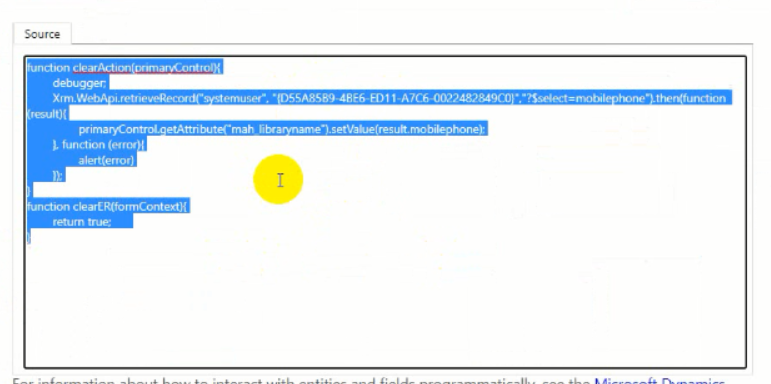 Source
function clearAction(primaryControl){
debugger;
Xrm.WebApi.retrieveRecord("systemuser", "{D55A85B9-4BE6-ED11-A7C6-0022482849C0}","?$select=mobilephone").then(function
(result){
primaryControl.getAttribute("mah_libraryname").setValue(result.mobilephone);
}, function (error){
alert(error)
});
}
function clearER(formContext){
return true;
}
For information about how to interact with entities and fields programmatically, see the Microsoft Dynamics